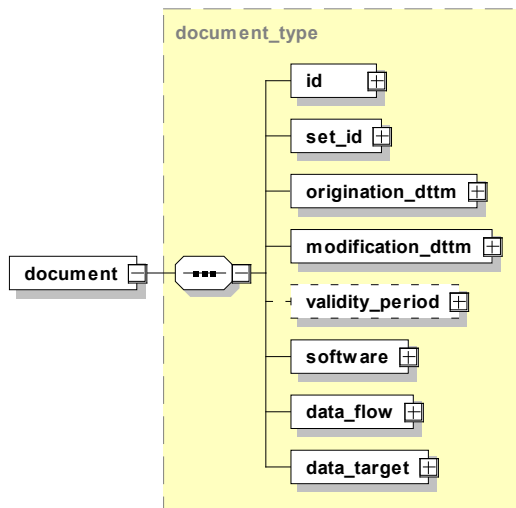 document_type
id
set_id
origination_dttm
modification_dttm
document
validity_period
software
data_flow
data_target